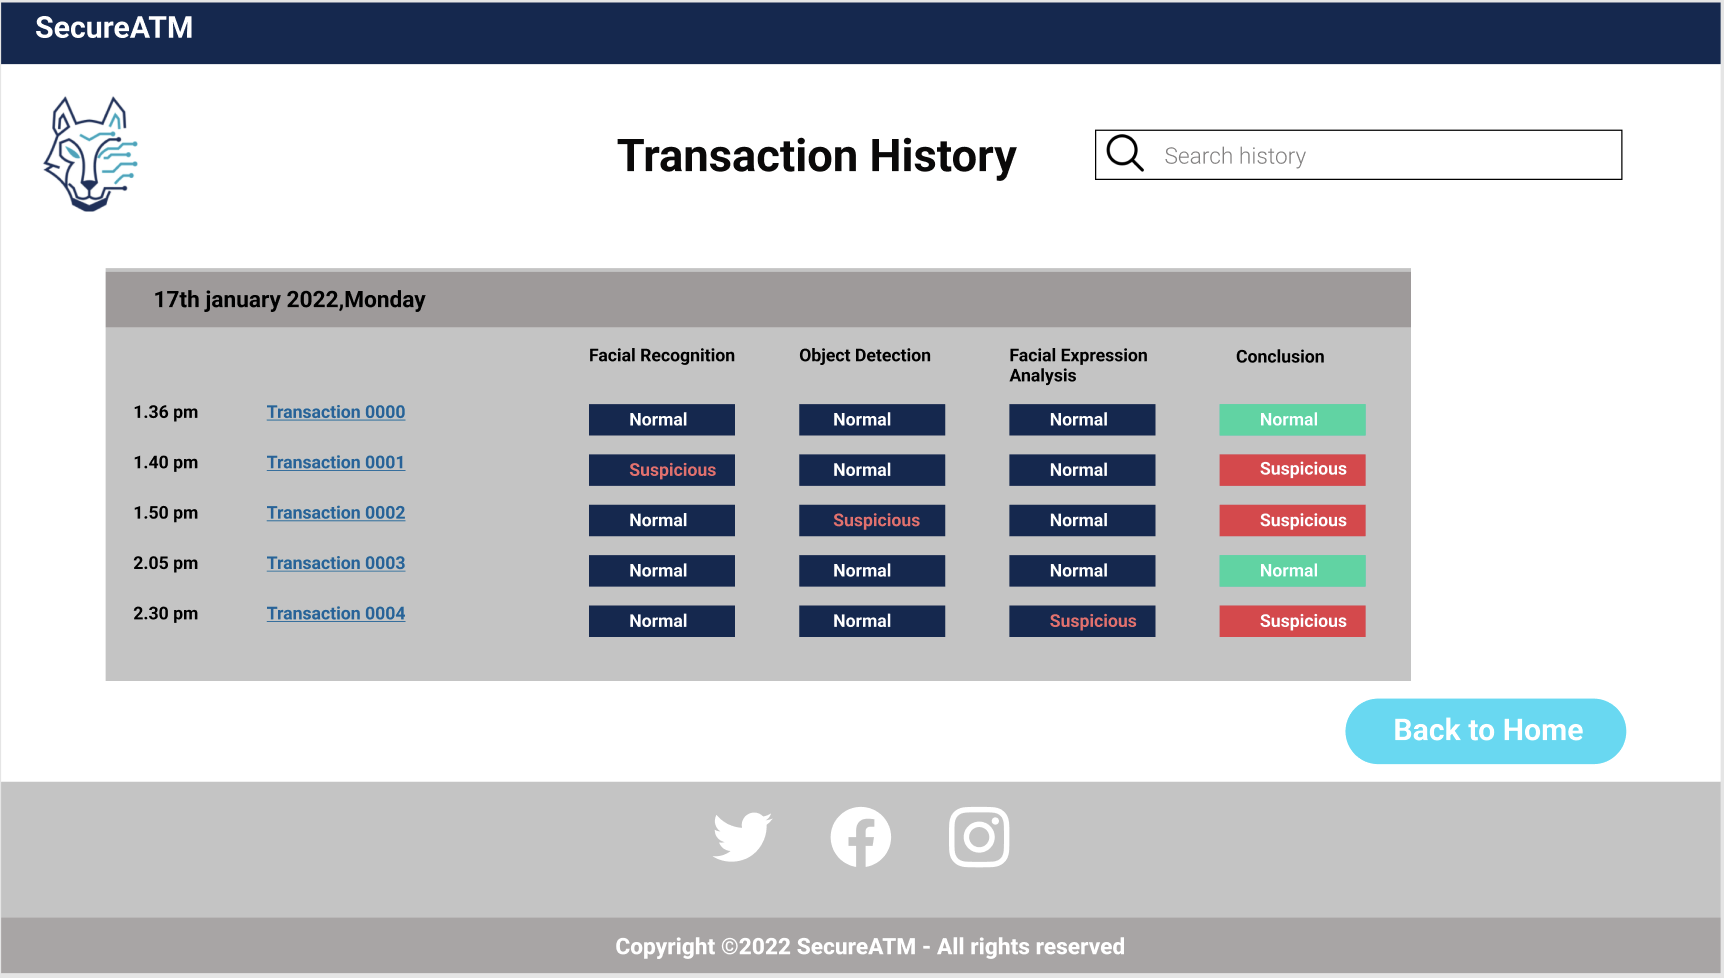 SecureATM
Transaction History
Search history
17th january 2022,Monday
Facial Recognition
Object Detection
Facial Expression
Analysis
Conclusion
1.36 pm Transaction 0000 Normal Normal Normal Normal
1.40 pm Transaction 0001 Suspicious Normal Normal Suspicious
1.50 pm Transaction 0002 Normal Suspicious Normal Suspicious
2.05 pm Transaction 0003 Normal Normal Normal Normal
2.30 pm Transaction 0004 Normal Normal Suspicious Suspicious
Back to Home
Copyright ©2022 SecureATM - All rights reserved